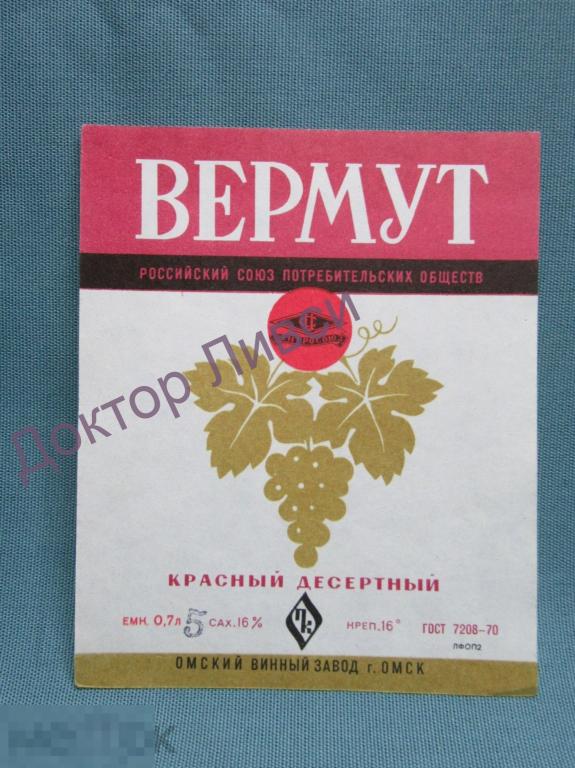 ВЕРМУТ
РОССИЙСКИЙ СОЮЗ ПОТРЕБИТЕЛЬСКИХ ОБЩЕСТВ
Доктор Ливси
КРАСНЫЙ ДЕСЕРТНЫЙ
ЕМК. 0,7л 5 САХ.16% КРЕП.16° ГОСТ 7208-70
ЛФОП2
ОМСКИЙ ВИННЫЙ ЗАВОД г. ОМСК